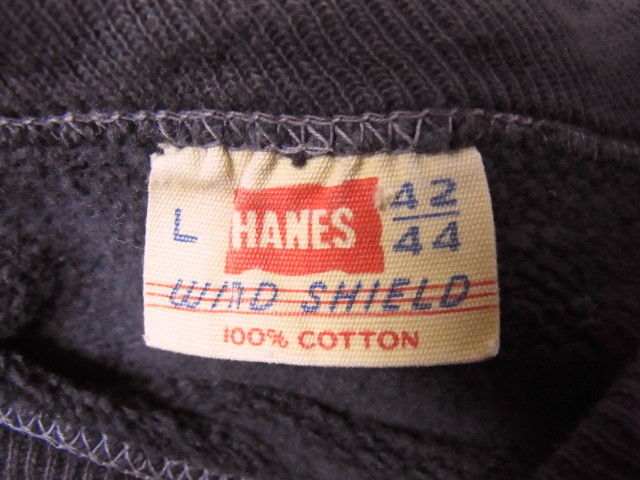 L HANES 42/44
WIND SHIELD
100% COTTON